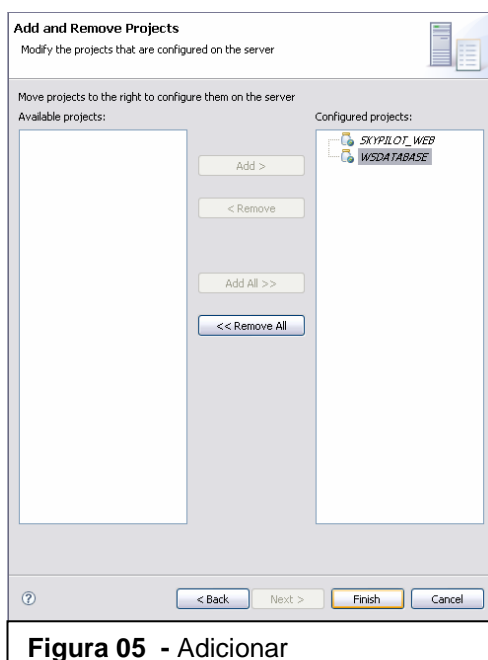 Add and Remove Projects
Modify the projects that are configured on the server
Move projects to the right to configure them on the server
Available projects:
Configured projects:
SKYPILOT_WEB
WSDATABASE
Add >
< Remove
Add All >>
<< Remove All
< Back
Next >
Finish
Cancel
Figura 05 - Adicionar